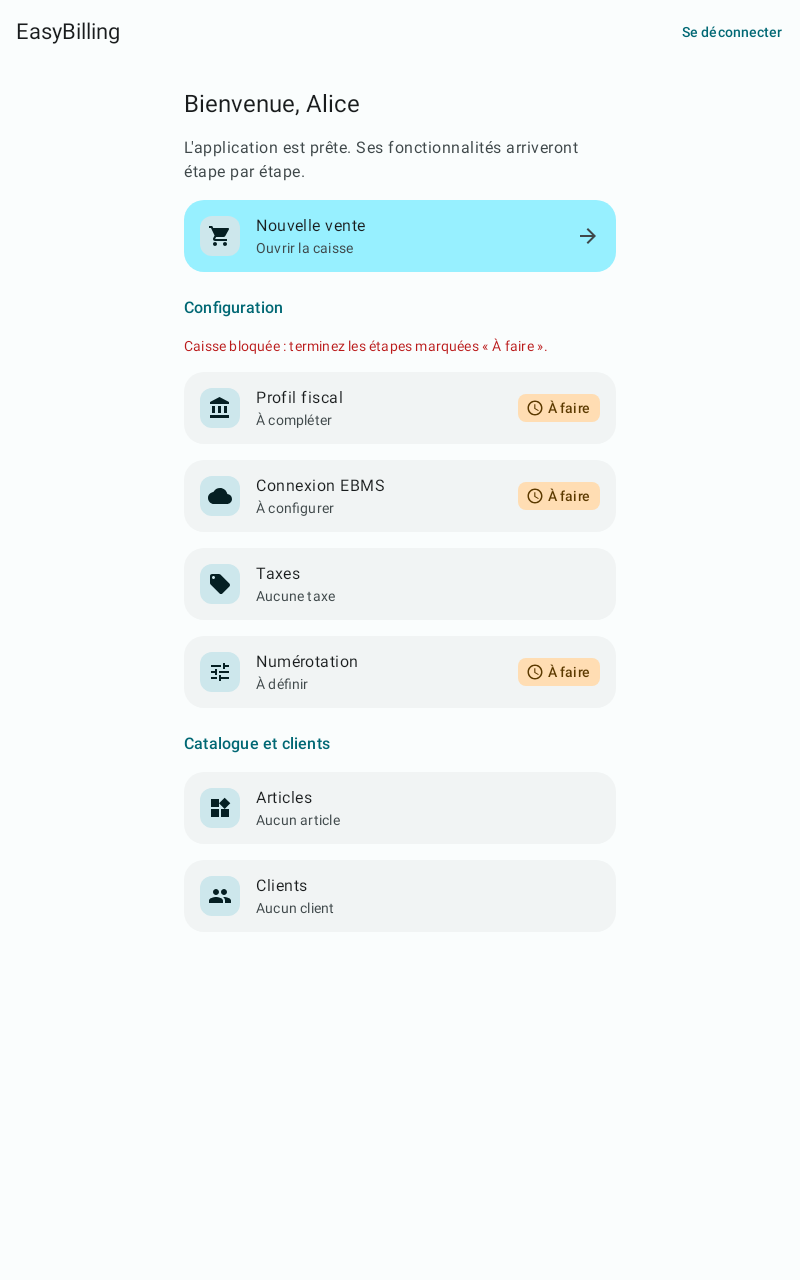 EasyBilling
Se déconnecter
Bienvenue, Alice
L'application est prête. Ses fonctionnalités arriveront
étape par étape.
Nouvelle vente
Ouvrir la caisse
Configuration
Caisse bloquée : terminez les étapes marquées « À faire ».
Profil fiscal
À compléter
À faire
Connexion EBMS
À configurer
À faire
Taxes
Aucune taxe
Numérotation
À définir
À faire
Catalogue et clients
Articles
Aucun article
Clients
Aucun client